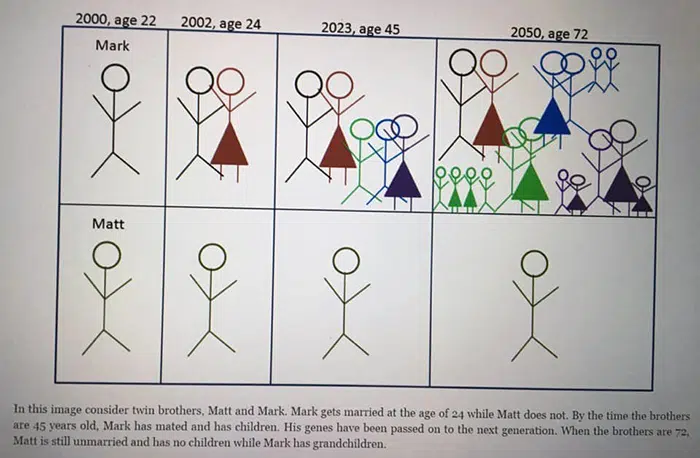 2000, age 22 2002, age 24 2023, age 45 2050, age 72
Mark
Matt
In this image consider twin brothers, Matt and Mark. Mark gets married at the age of 24 while Matt does not. By the time the brothers
are 45 years old, Mark has mated and has children. His genes have been passed on to the next generation. When the brothers are 72,
Matt is still unmarried and has no children while Mark has grandchildren.